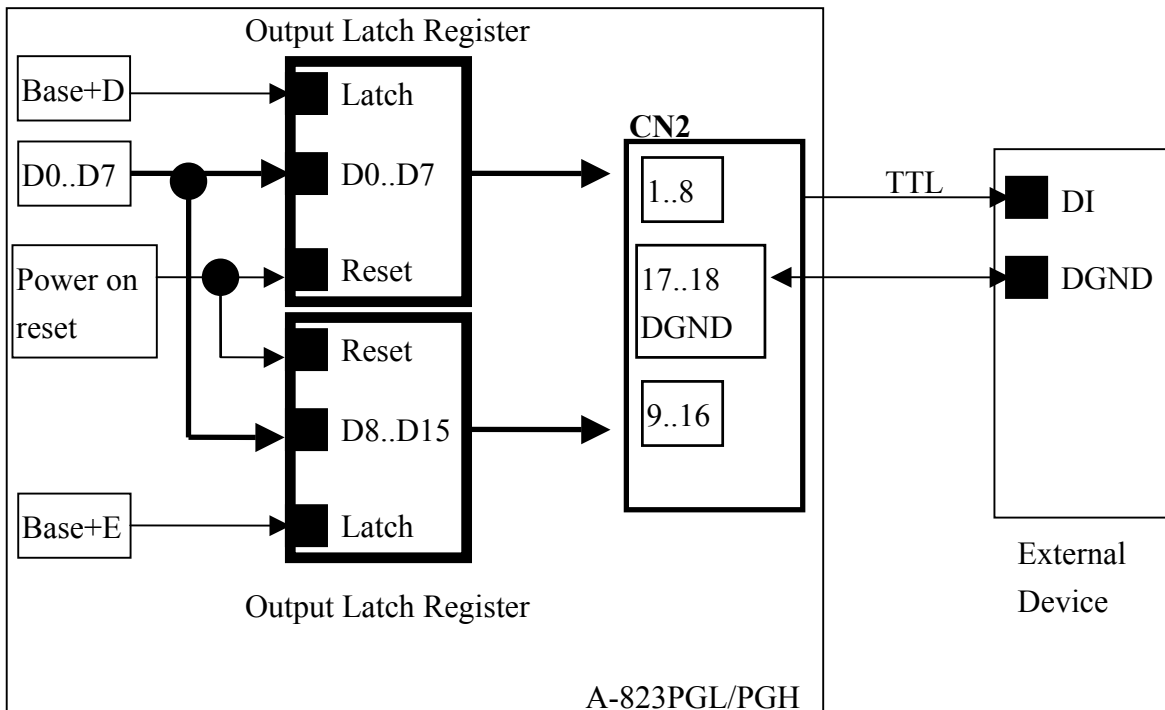 Output Latch Register
Base+D
Latch
CN2
D0..D7
D0..D7
1..8
TTL
DI
Power on
reset
Reset
17..18
DGND
DGND
Reset
D8..D15
9..16
Base+E
Latch
External
Device
Output Latch Register
A-823PGL/PGH